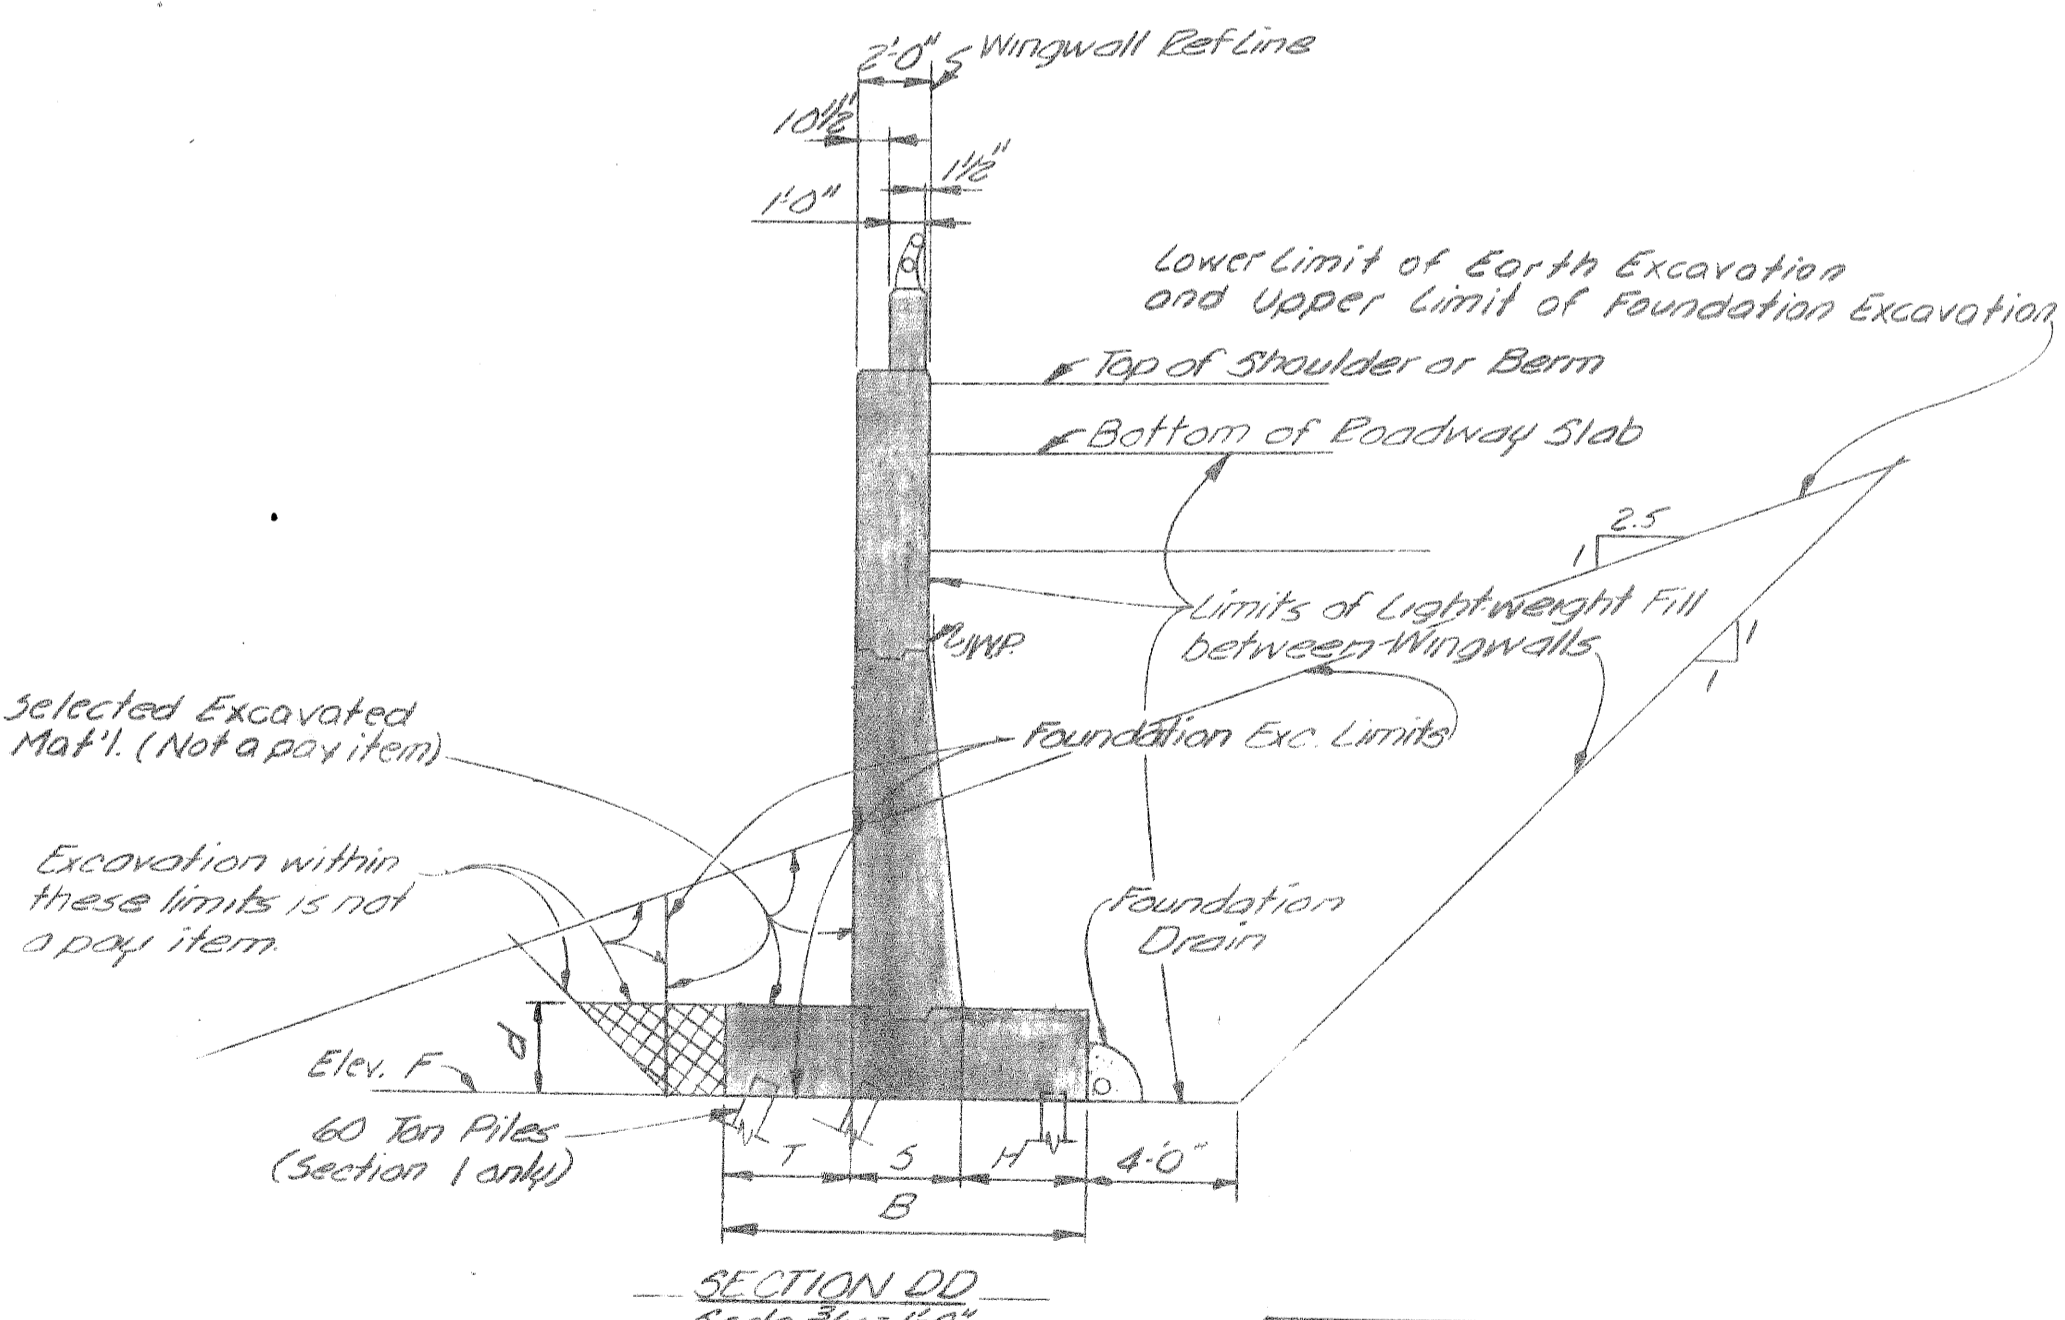 2'-0"
Wingwall Ref Line
10½"
1½"
1'-0"
Lower Limit of Earth Excavation
and Upper Limit of Foundation Excavation
Top of Shoulder or Berm
Bottom of Roadway Slab
2.5
1
Limits of Lightweight Fill
between Wingwalls
1
1
Selected Excavated
Mat'l. (Not a pay item)
Foundation Exc. Limits
Excavation within
these limits is not
a pay item.
Foundation
Drain
d
Elev. F
60 Ton Piles
(Section 1 only)
T
S
H
4'-0"
B
SECTION DD